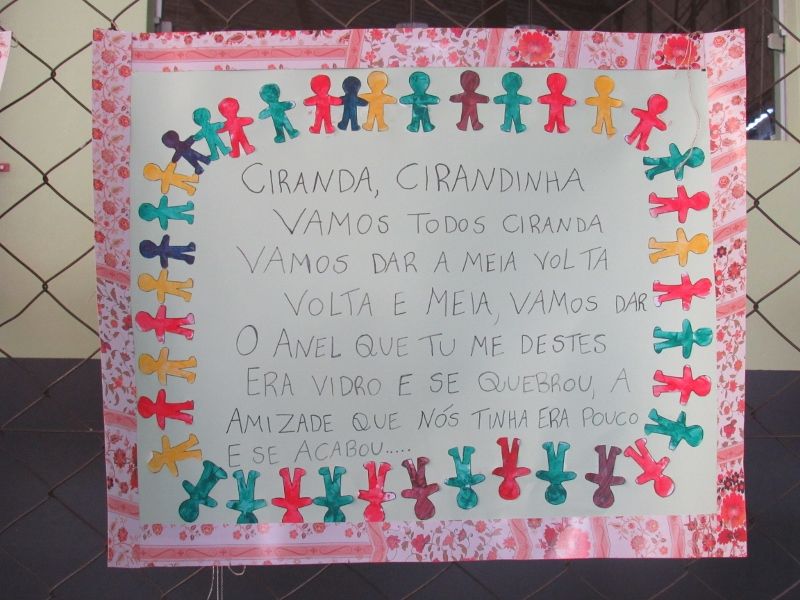 CIRANDA, CIRANDINHA
VAMOS TODOS CIRANDA
VAMOS DAR A MEIA VOLTA
VOLTA E MEIA, VAMOS DAR
O ANEL QUE TU ME DESTES
ERA VIDRO E SE QUEBROU, A
AMIZADE QUE NÓS TINHA ERA POUCO
E SE ACABOU.....